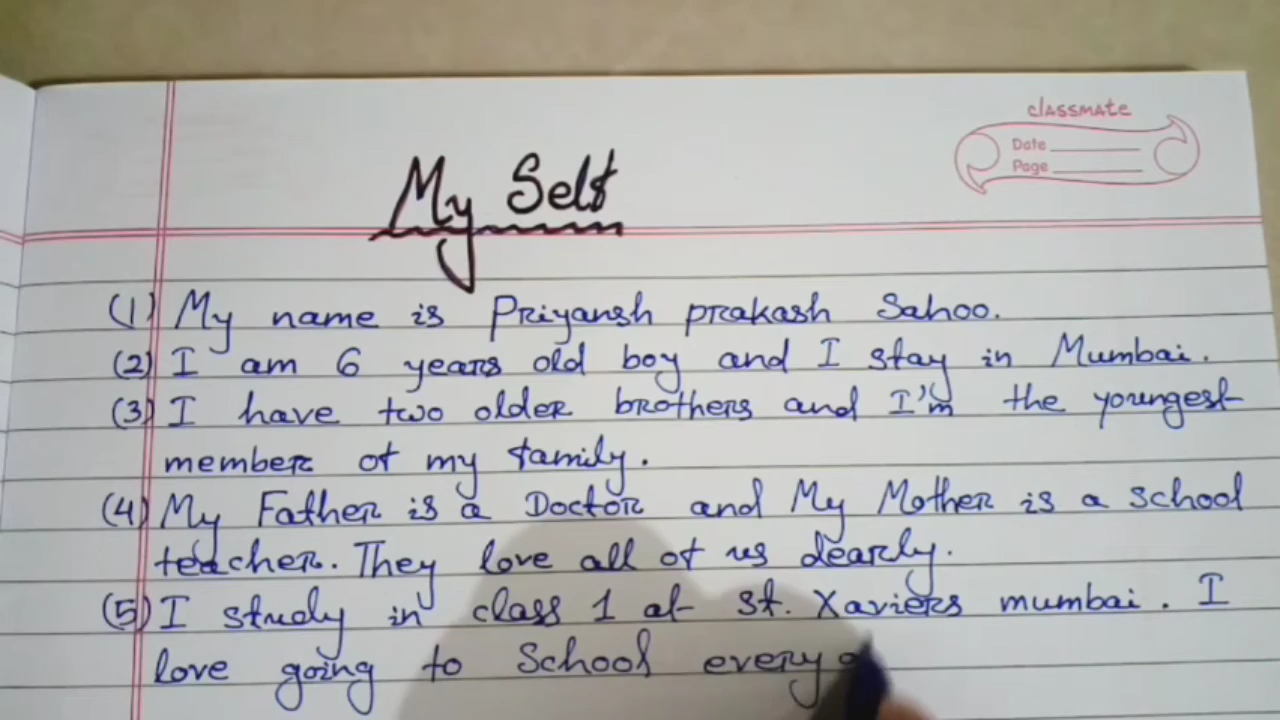 classmate
Date
Page
My Self
(1) My name is Priyansh prakash Sahoo.
(2) I am 6 years old boy and I stay in Mumbai.
(3) I have two older brothers and I'm the youngest
member of my family.
(4) My Father is a Doctor and My Mother is a school
teacher. They love all of us dearly.
(5) I study in class 1 at St. Xaviers mumbai. I
love going to School every